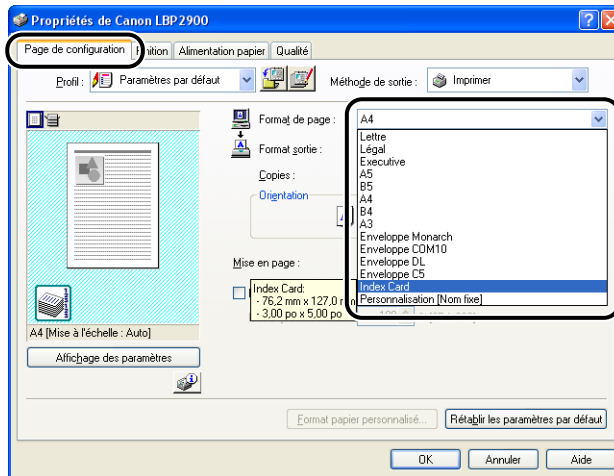 Propriétés de Canon LBP2900
Page de configuration Finition Alimentation papier Qualité
Profil : Paramètres par défaut Méthode de sortie : Imprimer
Format de page : A4
Format sortie :
Copies :
Orientation
Lettre
Légal
Executive
A5
B5
A4
B4
A3
Enveloppe Monarch
Enveloppe COM10
Enveloppe DL
Enveloppe C5
Index Card
Personnalisation [Nom fixe]
Mise en page :
Index Card:
- 76,2 mm x 127,0 mm
- 3,00 po x 5,00 po
A4 [Mise à l'échelle : Auto]
Affichage des paramètres
Format papier personnalisé... Rétablir les paramètres par défaut
OK Annuler Aide